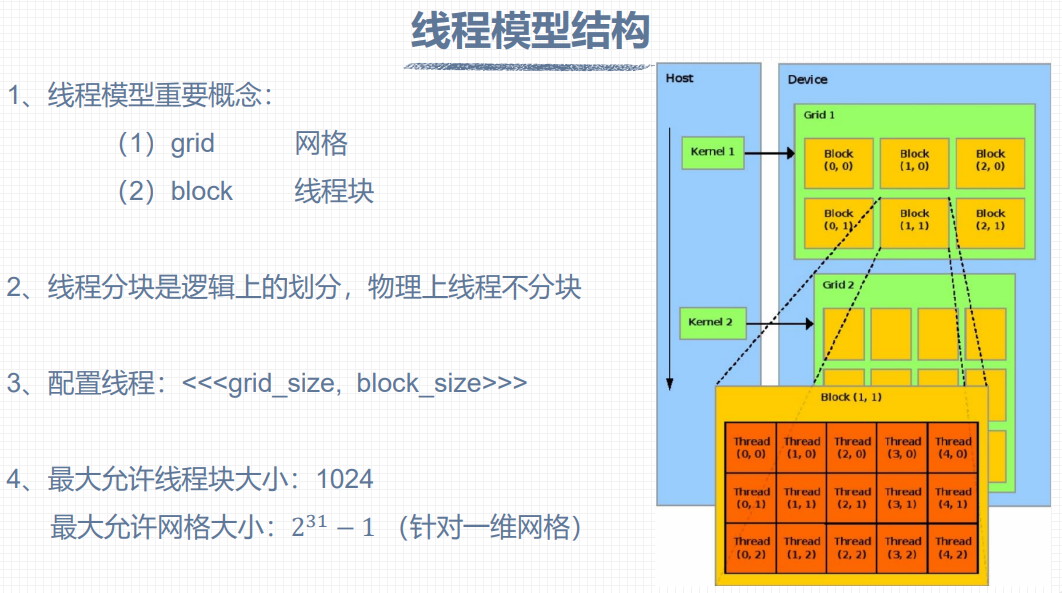 线程模型结构
1、线程模型重要概念：
（1）grid 网格
（2）block 线程块
2、线程分块是逻辑上的划分，物理上线程不分块
3、配置线程：<<<grid_size, block_size>>>
4、最大允许线程块大小：1024
最大允许网格大小：2³¹ − 1 （针对一维网格）
Host
Device
Grid 1
Kernel 1
Block (0, 0)
Block (1, 0)
Block (2, 0)
Block (0, 1)
Block (1, 1)
Block (2, 1)
Grid 2
Kernel 2
Block (1, 1)
Thread (0, 0)
Thread (1, 0)
Thread (2, 0)
Thread (3, 0)
Thread (4, 0)
Thread (0, 1)
Thread (1, 1)
Thread (2, 1)
Thread (3, 1)
Thread (4, 1)
Thread (0, 2)
Thread (1, 2)
Thread (2, 2)
Thread (3, 2)
Thread (4, 2)